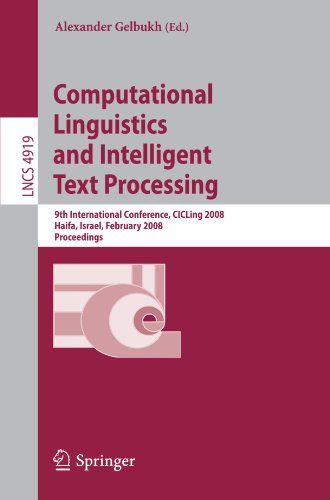 Alexander Gelbukh (Ed.)
LNCS 4919
Computational
Linguistics
and Intelligent
Text Processing
9th International Conference, CICLing 2008
Haifa, Israel, February 2008
Proceedings
Springer